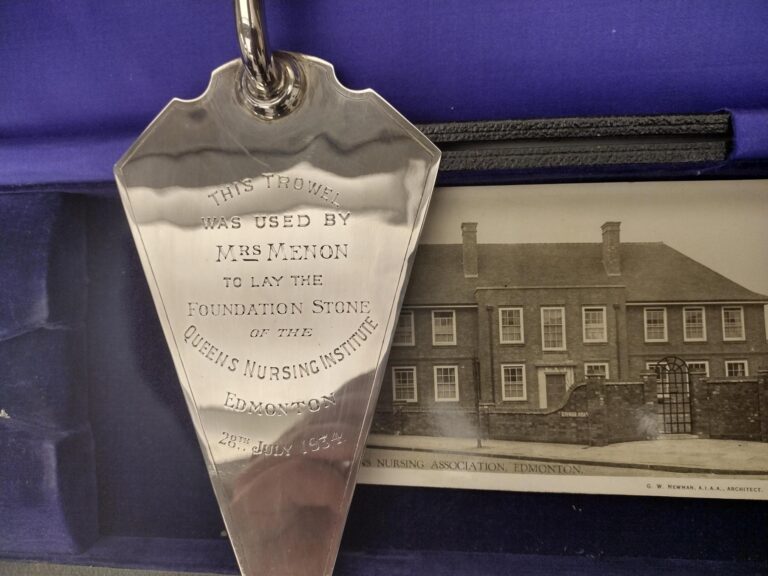 THIS TROWEL
WAS USED BY
MRS MENON
TO LAY THE
FOUNDATION STONE
OF THE
QUEENS NURSING INSTITUTE
EDMONTON
28TH JULY 1934
NURSING ASSOCIATION, EDMONTON.
G. W. NEWMAN, A.I.A.A., ARCHITECT.